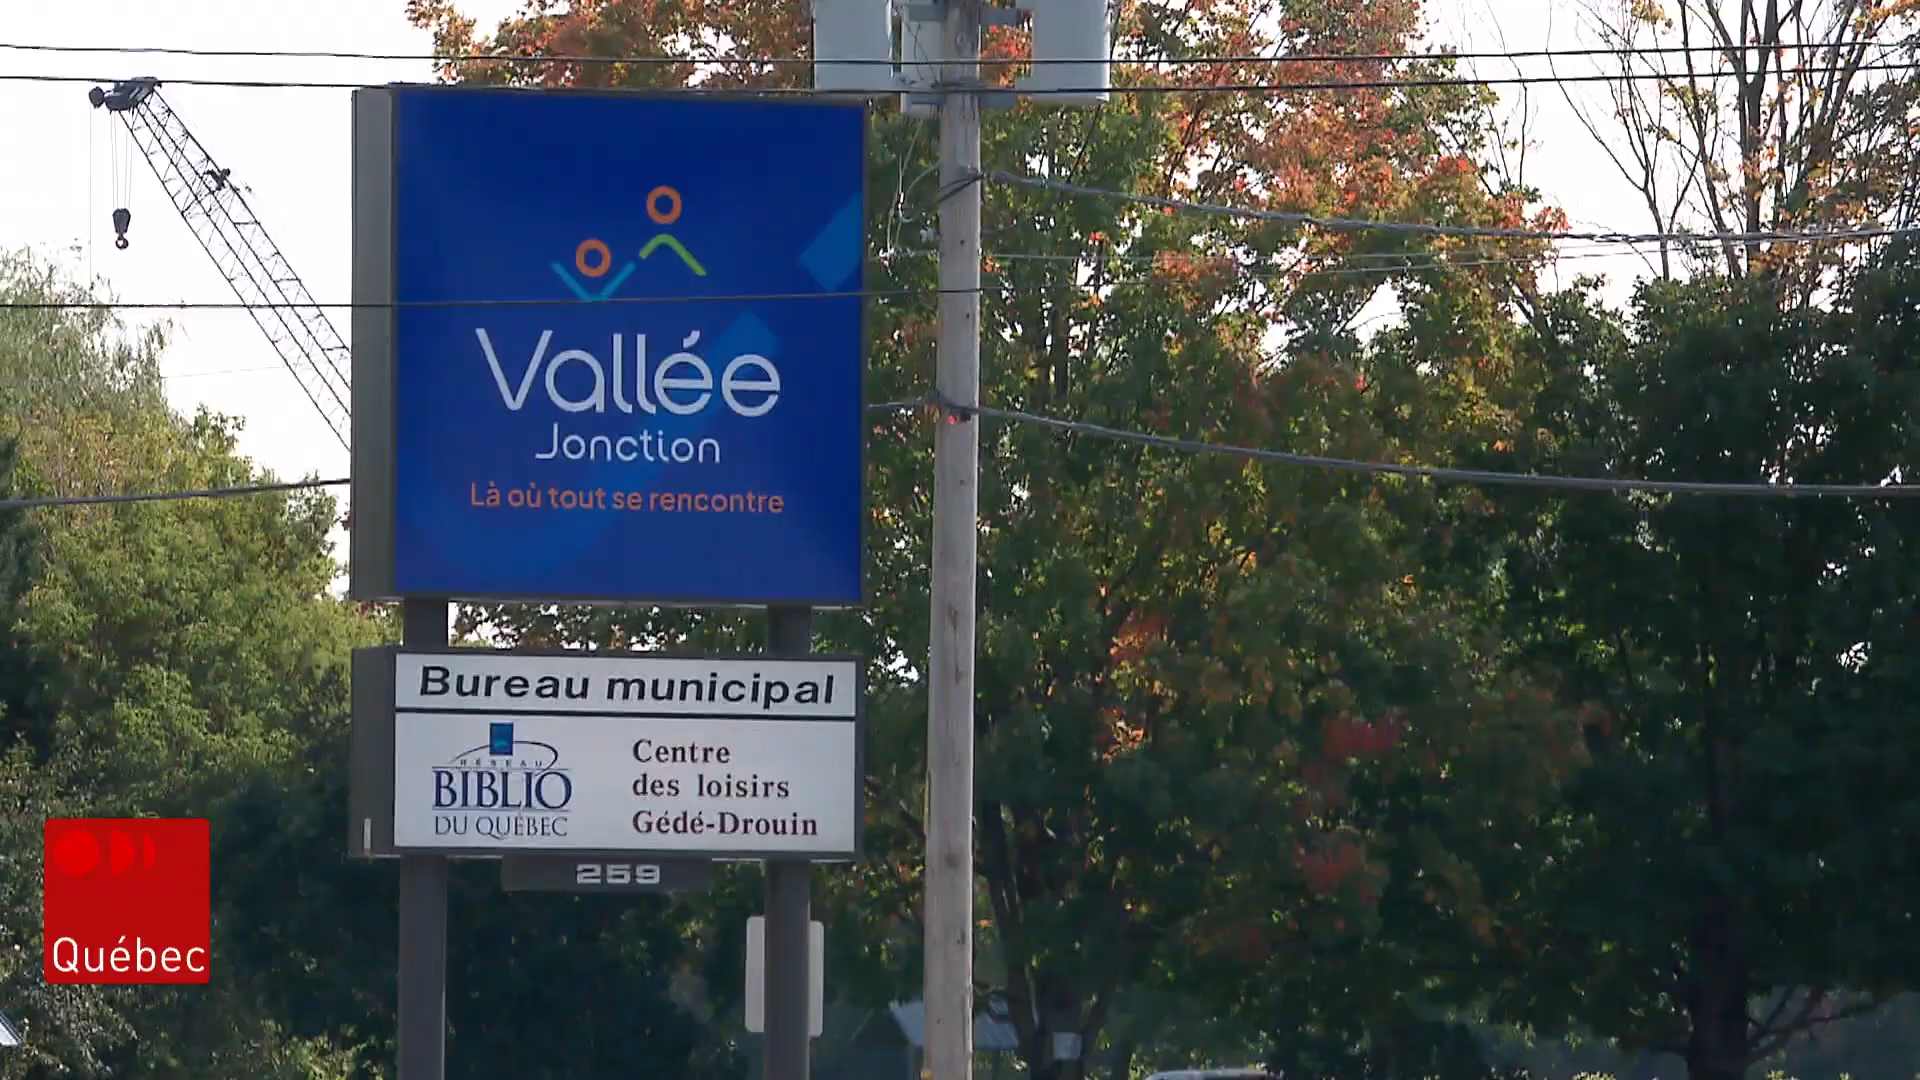 Vallée
Jonction
Là où tout se rencontre
Bureau municipal
RÉSEAU
BIBLIO
DU QUÉBEC
Centre
des loisirs
Gédé-Drouin
259
Québec